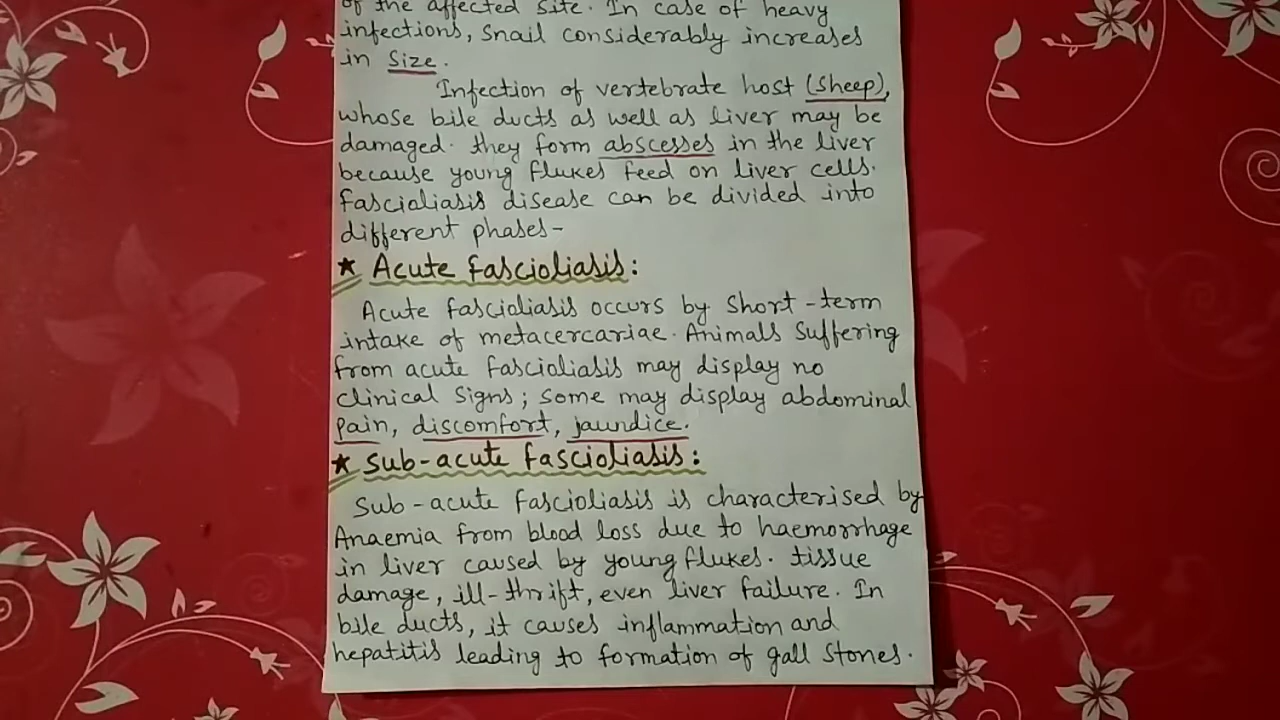 of the affected site. In case of heavy
infections, snail considerably increases
in size.
Infection of vertebrate host (sheep),
whose bile ducts as well as liver may be
damaged. they form abscesses in the liver
because young flukes feed on liver cells.
fascioliasis disease can be divided into
different phases-
★ Acute fascioliasis:
Acute fascioliasis occurs by short-term
intake of metacercariae. Animals suffering
from acute fascioliasis may display no
clinical signs; some may display abdominal
pain, discomfort, jaundice.
★ Sub-acute fascioliasis:
Sub-acute fascioliasis is characterised by
Anaemia from blood loss due to haemorrhage
in liver caused by young flukes. tissue
damage, ill-thrift, even liver failure. In
bile ducts, it causes inflammation and
hepatitis leading to formation of gall stones.